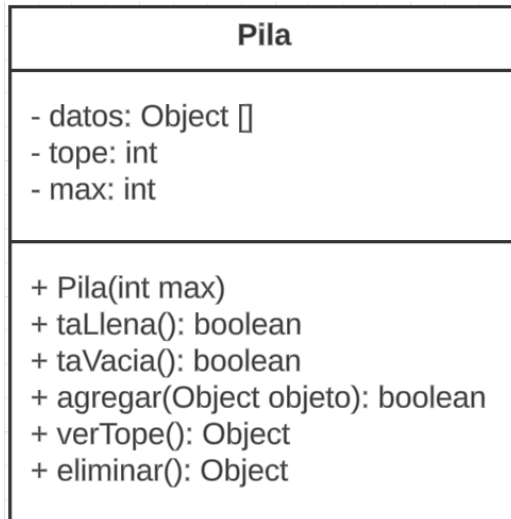 Pila
- datos: Object []
- tope: int
- max: int
+ Pila(int max)
+ taLlena(): boolean
+ taVacia(): boolean
+ agregar(Object objeto): boolean
+ verTope(): Object
+ eliminar(): Object